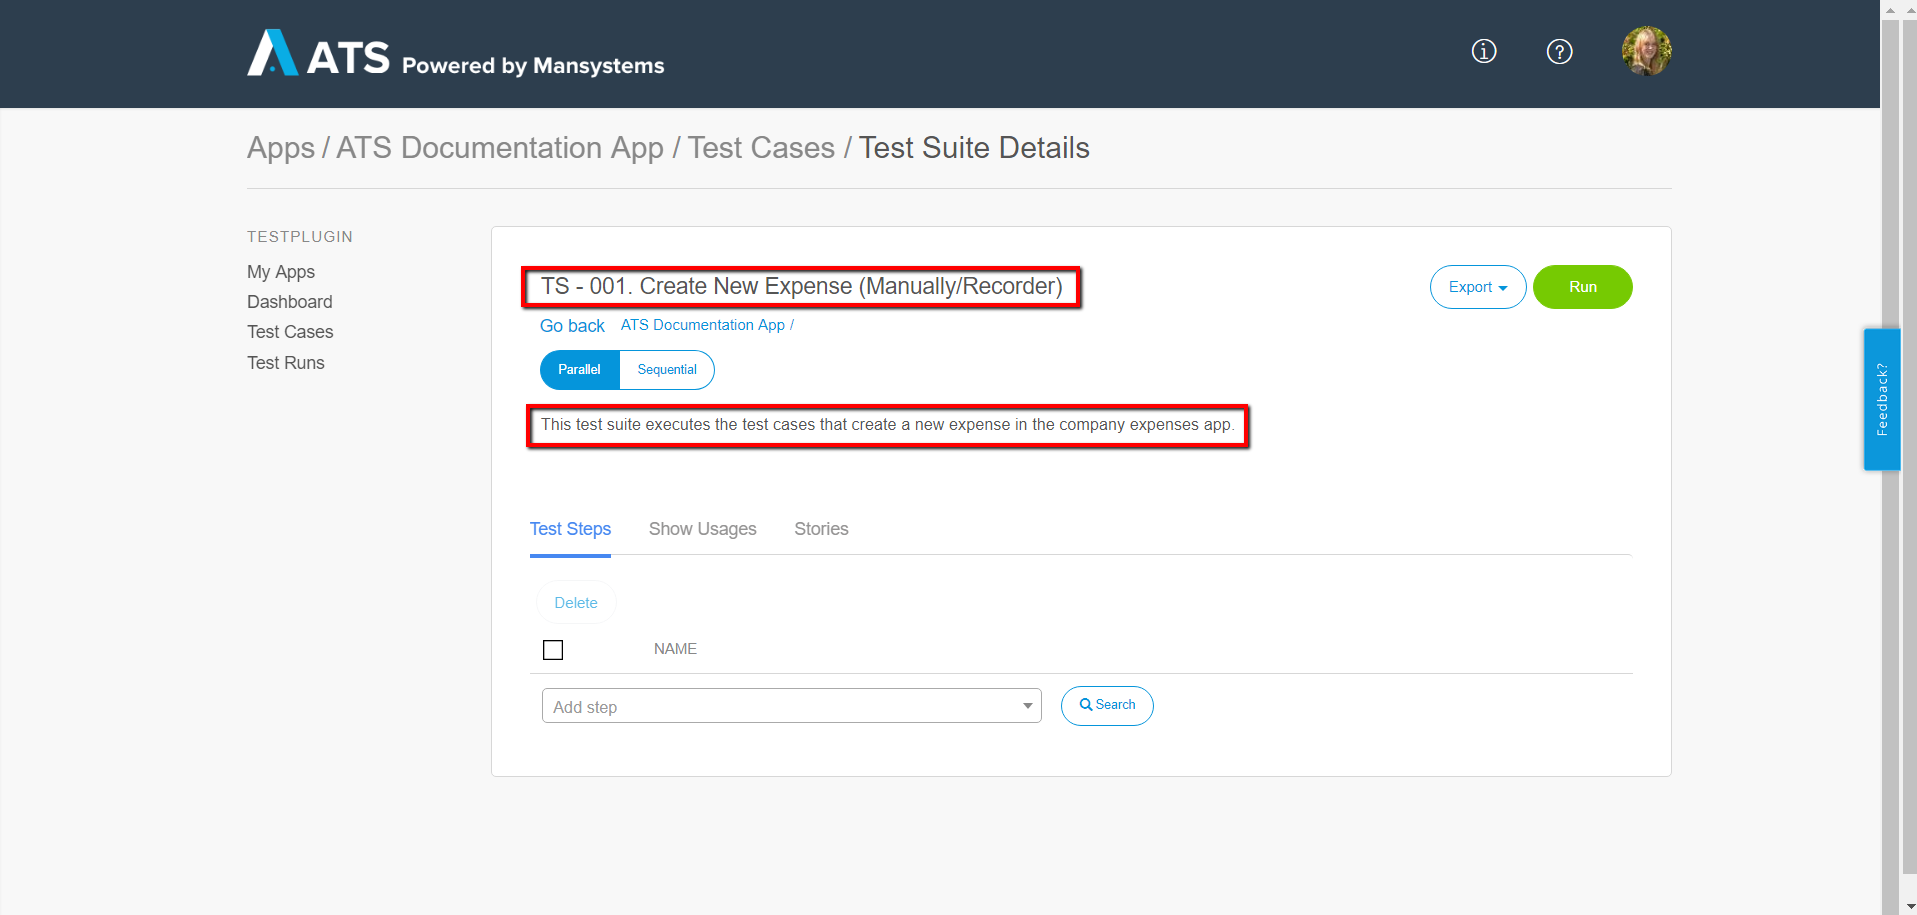 ATS Powered by Mansystems
Apps / ATS Documentation App / Test Cases / Test Suite Details
TESTPLUGIN
My Apps
Dashboard
Test Cases
Test Runs
TS - 001. Create New Expense (Manually/Recorder)
Export
Run
Go back ATS Documentation App /
Parallel Sequential
This test suite executes the test cases that create a new expense in the company expenses app.
Test Steps Show Usages Stories
Delete
NAME
Add step
Search
Feedback?